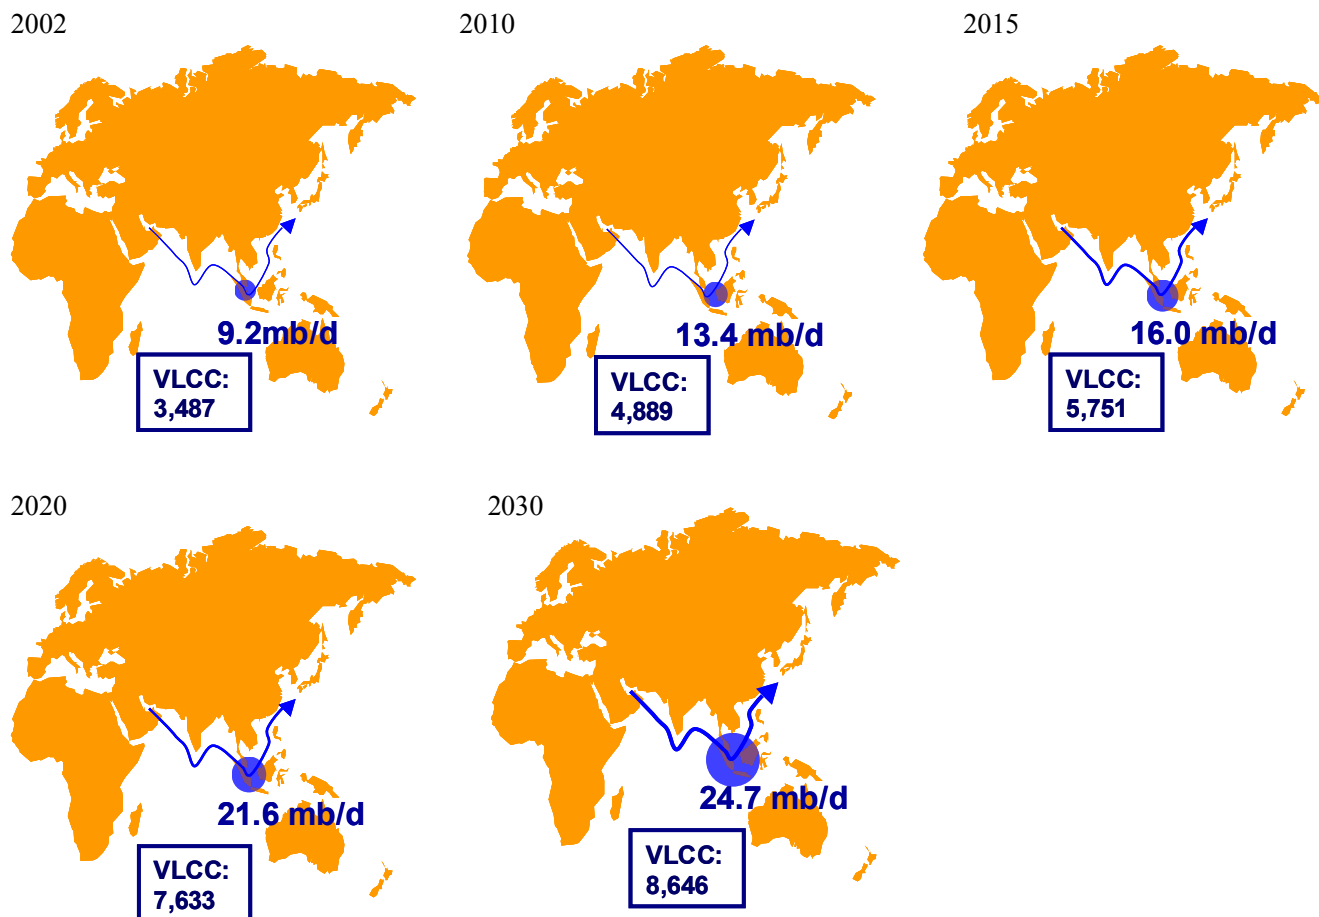 2002
9.2mb/d
VLCC:
3,487
2010
13.4 mb/d
VLCC:
4,889
2015
16.0 mb/d
VLCC:
5,751
2020
21.6 mb/d
VLCC:
7,633
2030
24.7 mb/d
VLCC:
8,646